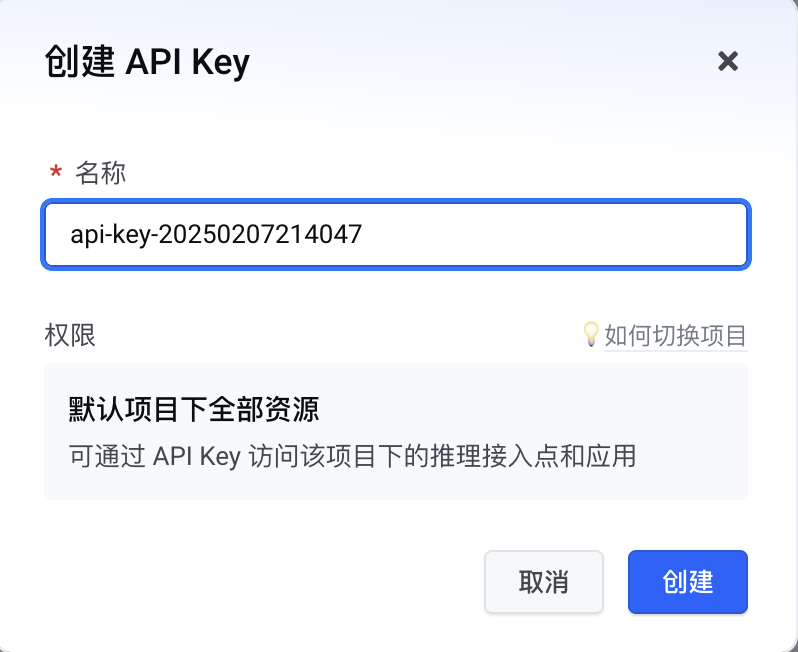 创建 API Key
* 名称
api-key-20250207214047
权限
如何切换项目
默认项目下全部资源
可通过 API Key 访问该项目下的推理接入点和应用
取消
创建